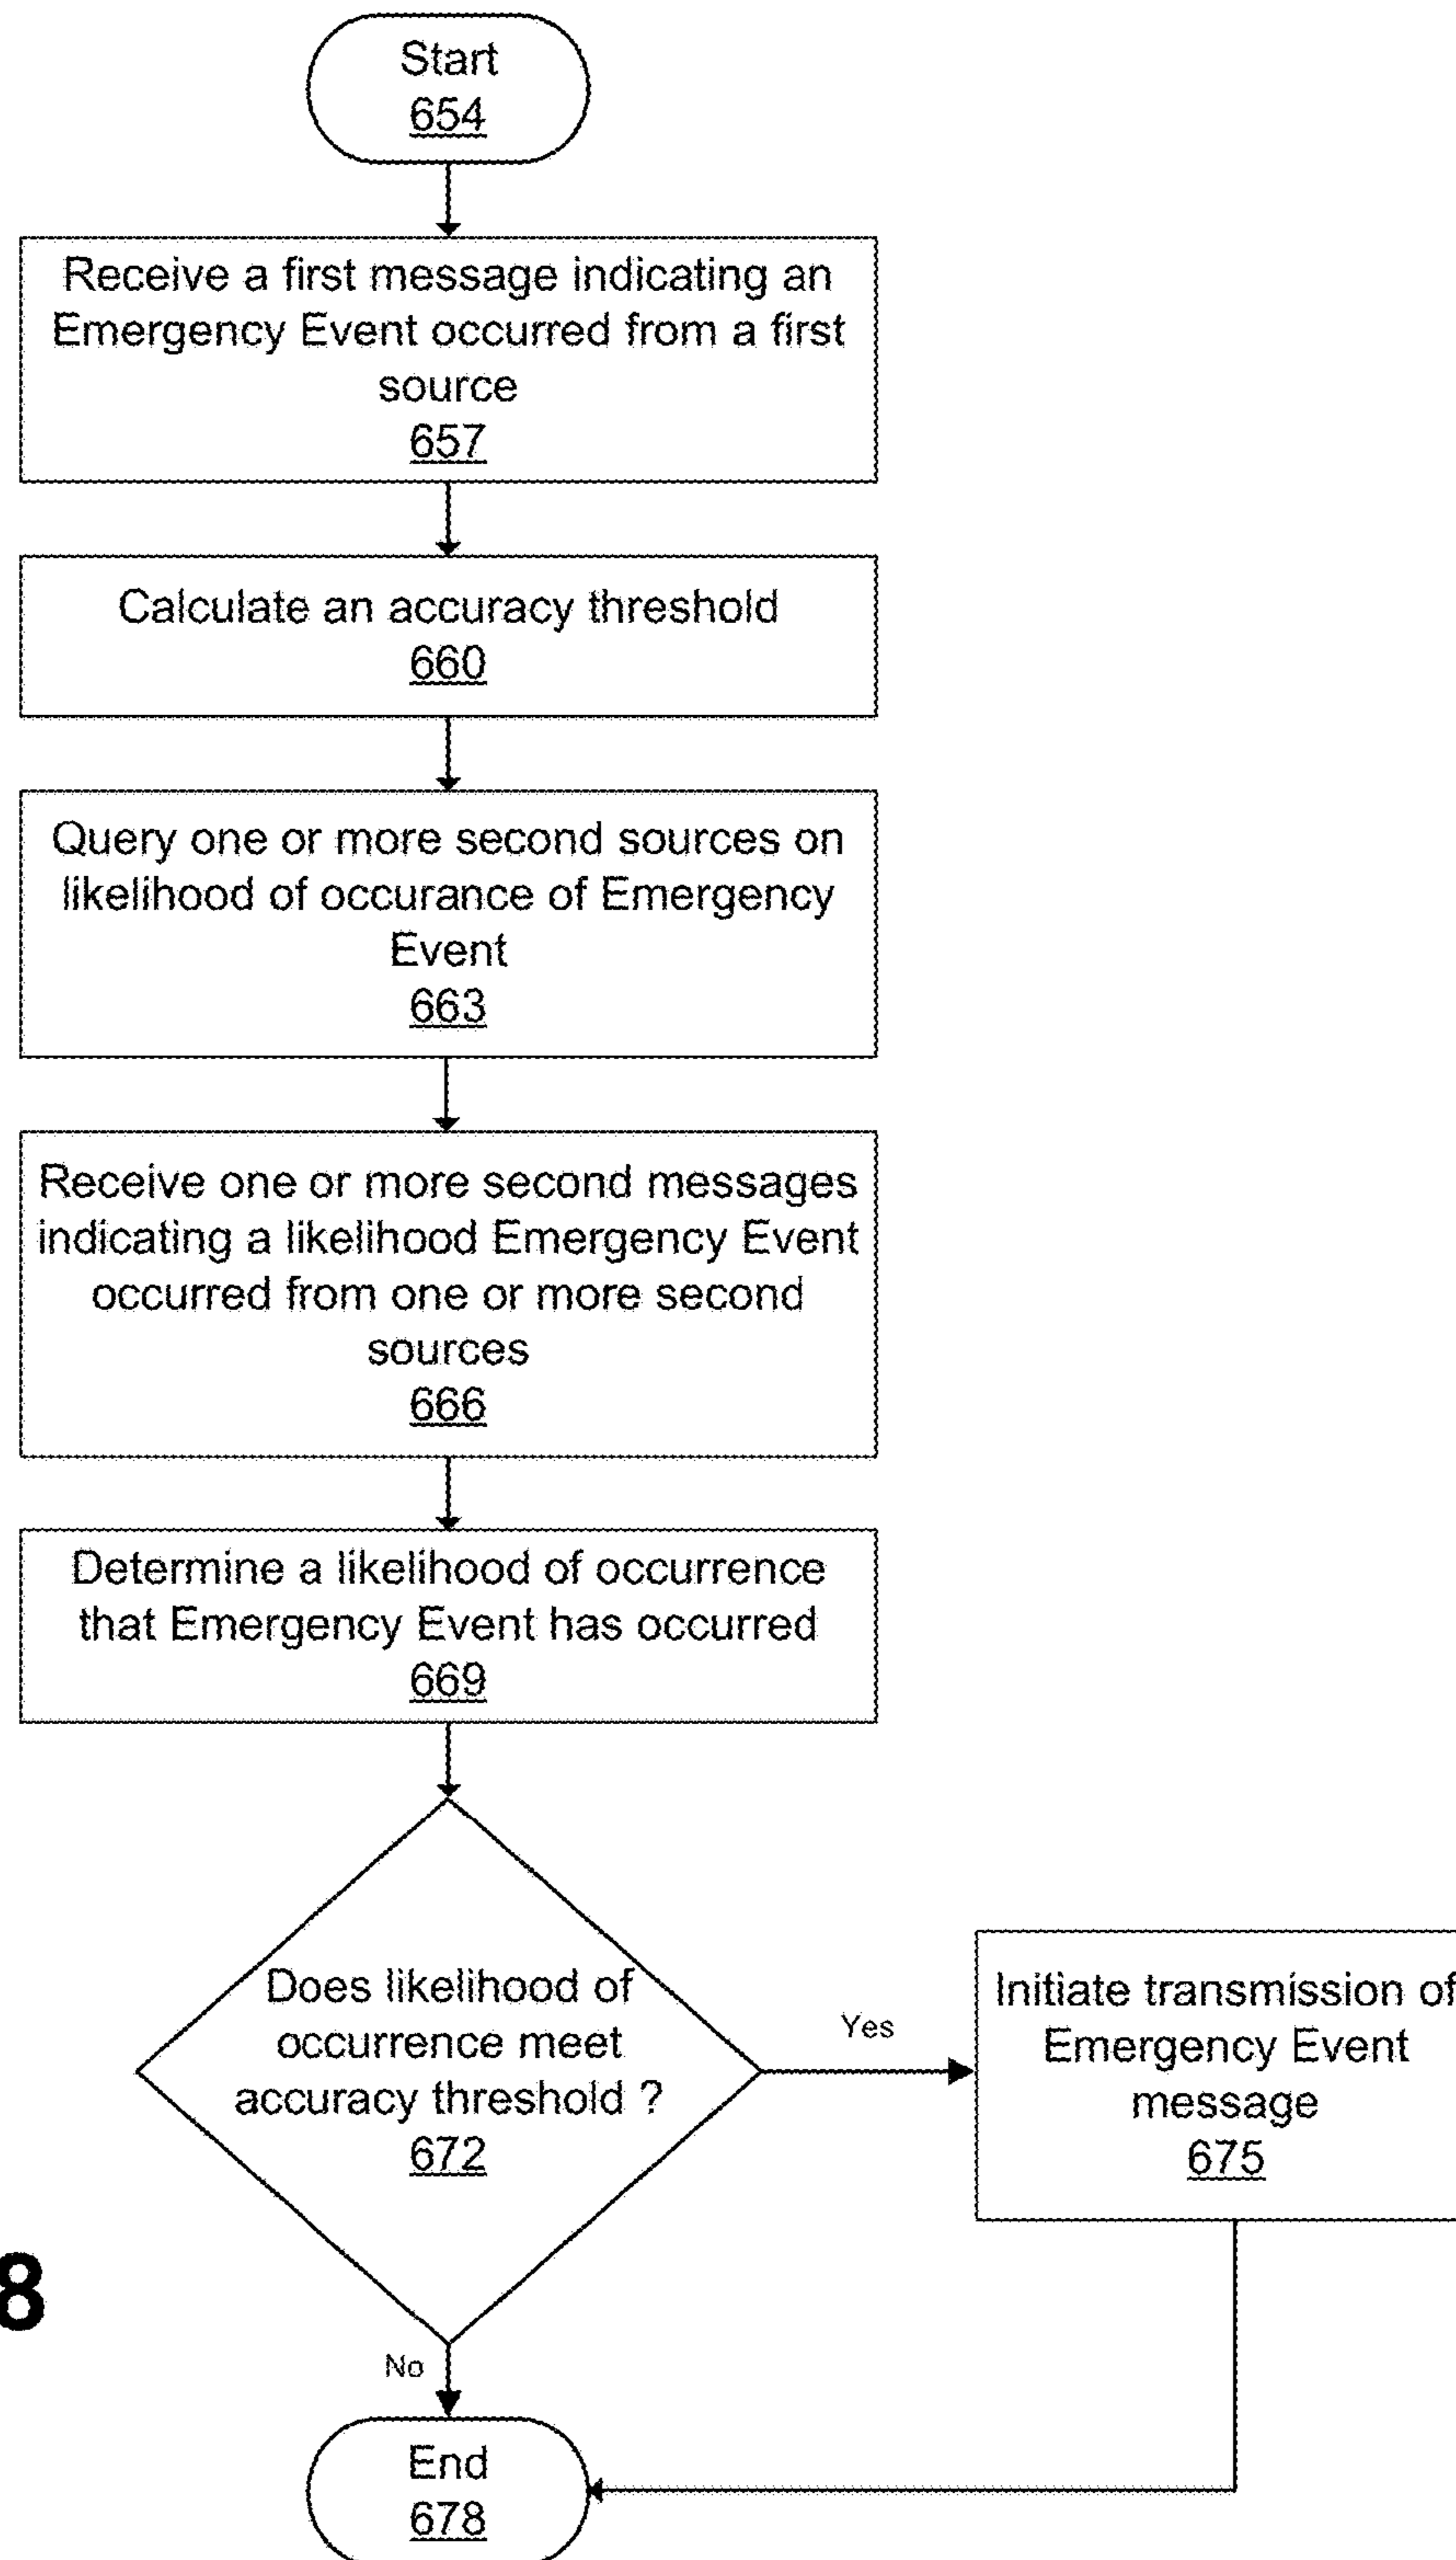 Start
654
Receive a first message indicating an
Emergency Event occurred from a first
source
657
Calculate an accuracy threshold
660
Query one or more second sources on
likelihood of occurance of Emergency
Event
663
Receive one or more second messages
indicating a likelihood Emergency Event
occurred from one or more second
sources
666
Determine a likelihood of occurrence
that Emergency Event has occurred
669
Does likelihood of
occurrence meet
accuracy threshold ?
672
Yes
Initiate transmission of
Emergency Event
message
675
8
No
End
678